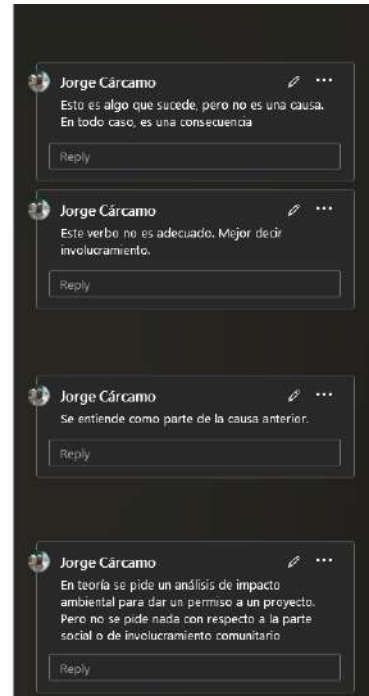 Jorge Cárcamo
Esto es algo que sucede, pero no es una causa.
En todo caso, es una consecuencia
Reply
Jorge Cárcamo
Este verbo no es adecuado. Mejor decir
involucramiento.
Reply
Jorge Cárcamo
Se entiende como parte de la causa anterior.
Reply
Jorge Cárcamo
En teoría se pide un análisis de impacto
ambiental para dar un permiso a un proyecto.
Pero no se pide nada con respecto a la parte
social o de involucramiento comunitario
Reply